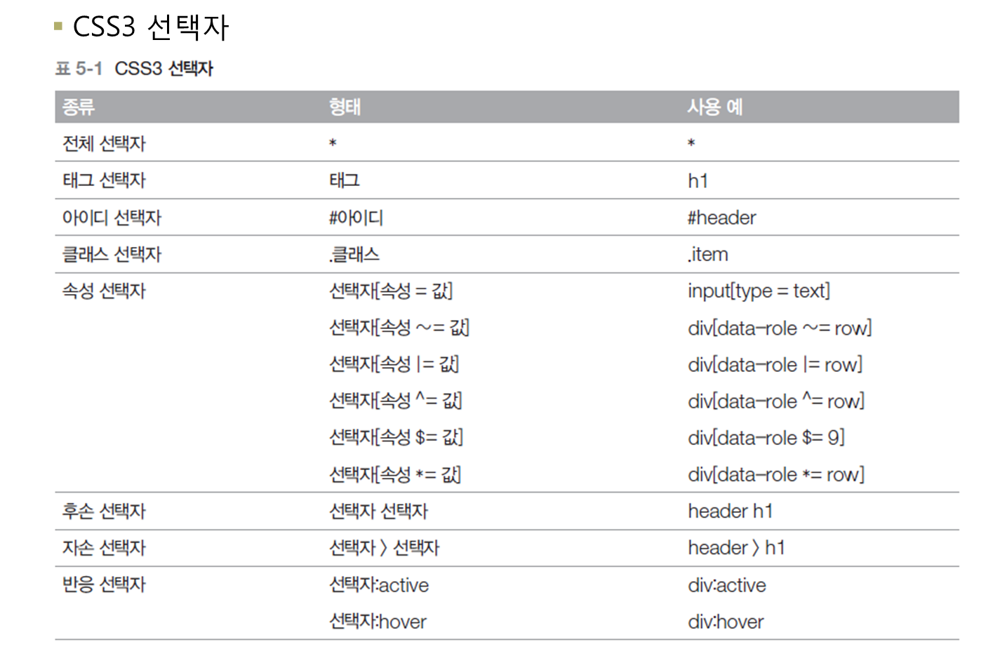 ▪ CSS3 선택자
표 5-1 CSS3 선택자
종류 형태 사용 예
전체 선택자 * *
태그 선택자 태그 h1
아이디 선택자 #아이디 #header
클래스 선택자 .클래스 .item
속성 선택자 선택자[속성 = 값] input[type = text]
선택자[속성 ~= 값] div[data-role ~= row]
선택자[속성 |= 값] div[data-role |= row]
선택자[속성 ^= 값] div[data-role ^= row]
선택자[속성 $= 값] div[data-role $= 9]
선택자[속성 *= 값] div[data-role *= row]
후손 선택자 선택자 선택자 header h1
자손 선택자 선택자 > 선택자 header > h1
반응 선택자 선택자:active div:active
선택자:hover div:hover